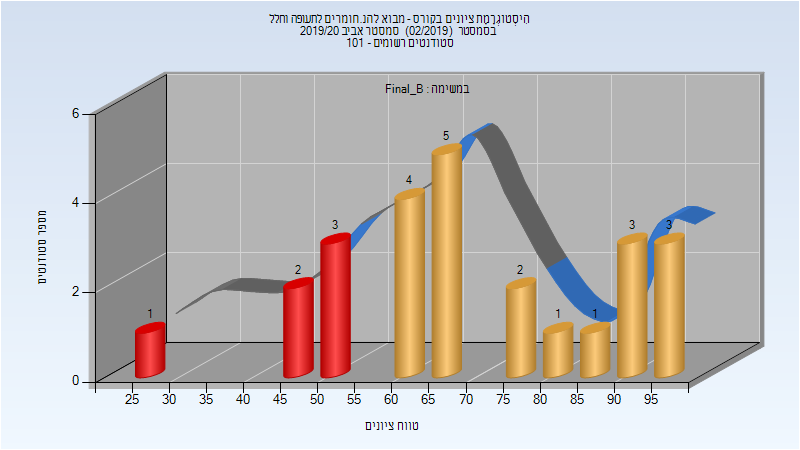 היסטוגרמת ציונים בקורס - מבוא להנ.חומרים לתעופה וחלל
בסמסטר (02/2019) סמסטר אביב 2019/20
סטודנטים רשומים - 101
במשימה : Final_B
מספר סטודנטים
6
4
2
0
1
2
3
4
5
2
1
1
3
3
25 30 35 40 45 50 55 60 65 70 75 80 85 90 95
טווח ציונים